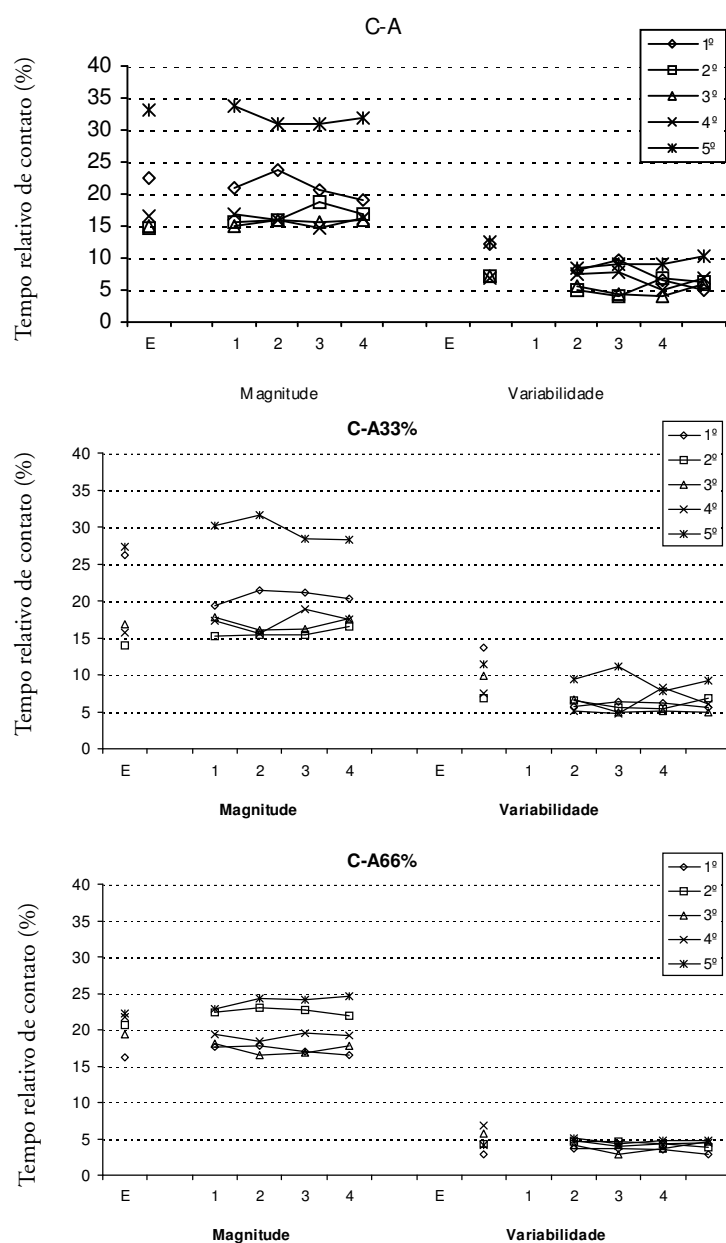 C-A
Tempo relativo de contato (%)
40
35
30
25
20
15
10
5
0
E 1 2 3 4 E 1 2 3 4
Magnitude Variabilidade
1º
2º
3º
4º
5º
C-A33%
Tempo relativo de contato (%)
40
35
30
25
20
15
10
5
0
E 1 2 3 4 E 1 2 3 4
Magnitude Variabilidade
1º
2º
3º
4º
5º
C-A66%
Tempo relativo de contato (%)
40
35
30
25
20
15
10
5
0
E 1 2 3 4 E 1 2 3 4
Magnitude Variabilidade
1º
2º
3º
4º
5º